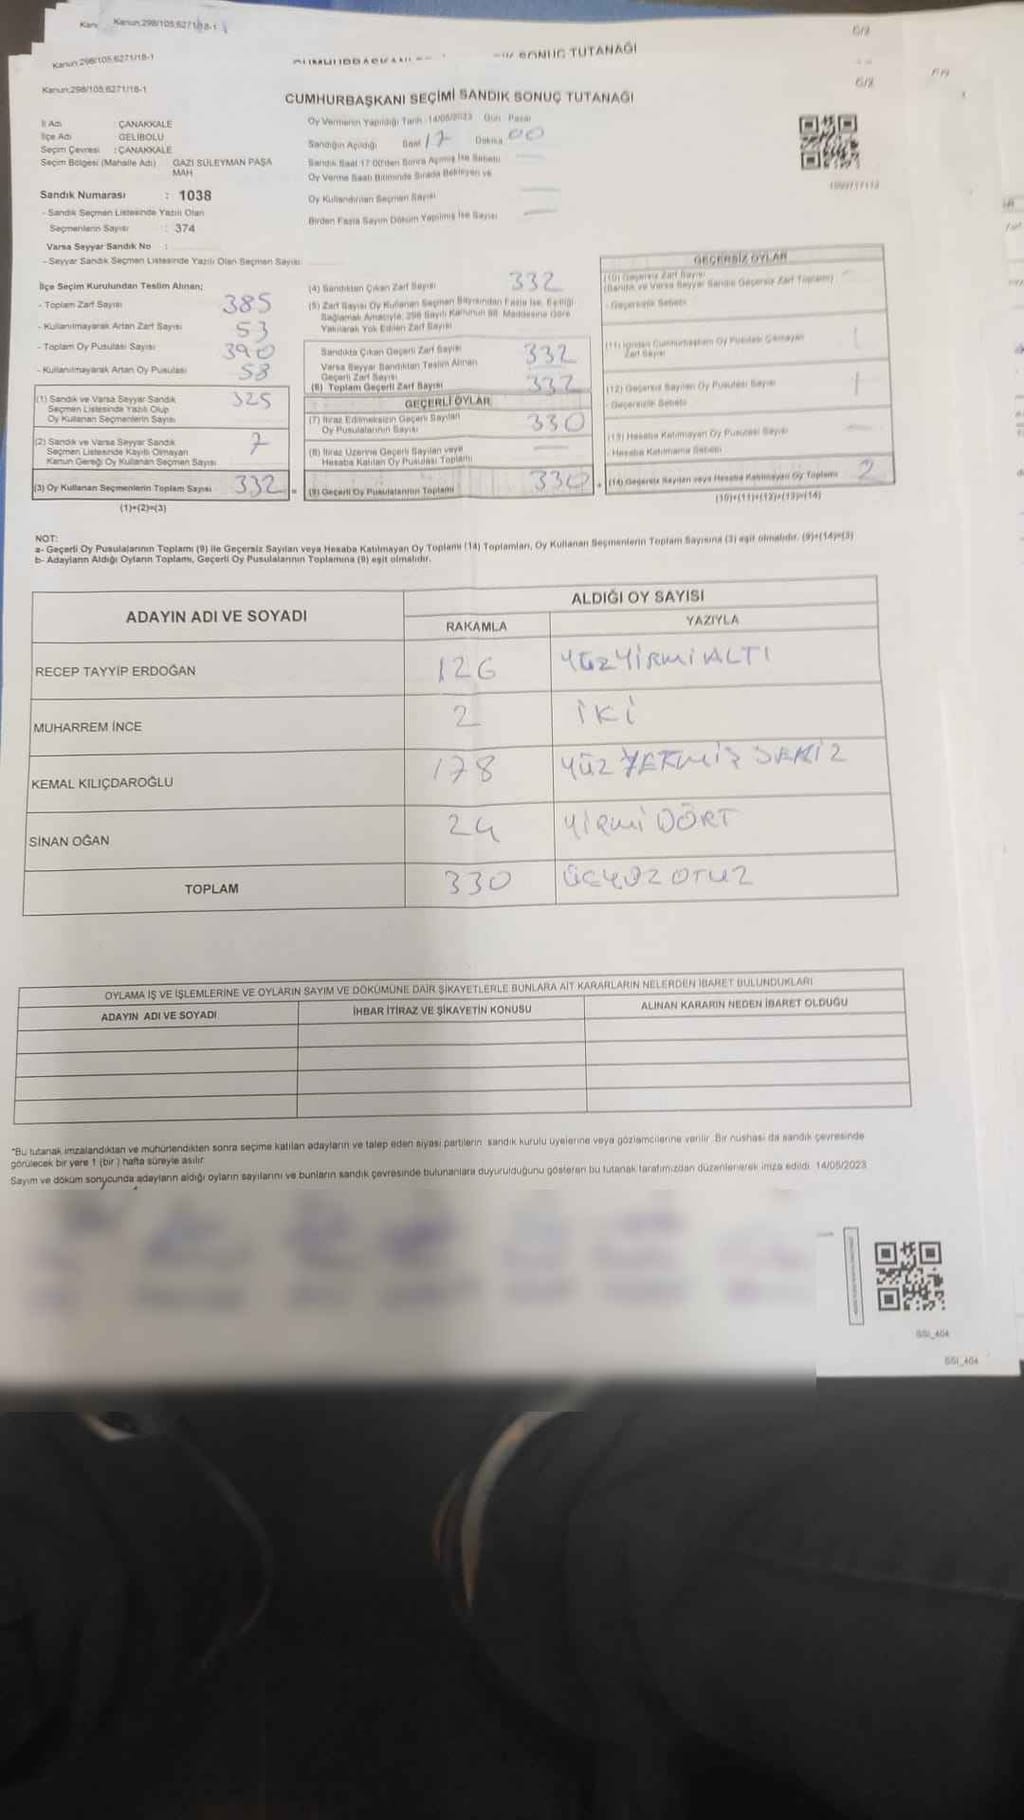 Kanun:298/105;6271/18-1
Kanun:298/105;6271/18-1
Kanun:298/105;6271/18-1
SONUÇ TUTANAĞI
CUMHURBAŞKANI SEÇİMİ SANDIK SONUÇ TUTANAĞI
İl Adı : ÇANAKKALE
İlçe Adı : GELİBOLU
Seçim Çevresi : ÇANAKKALE
Seçim Bölgesi (Mahalle Adı) GAZİ SÜLEYMAN PAŞA MAH
Sandık Numarası : 1038
- Sandık Seçmen Listesinde Yazılı Olan
Seçmenlerin Sayısı : 374
Varsa Seyyar Sandık No :
- Seyyar Sandık Seçmen Listesinde Yazılı Olan Seçmen Sayısı
Oy Vermenin Yapıldığı Tarih 14/05/2023 Gün Pazar
Sandığın Açıldığı Saat 17 Dakika 00
Sandık Saat 17:00'den Sonra Açılmış İse Sebebi
Oy Verme Saati Bitiminde Sırada Bekleyen ve
Oy Kullandırılan Seçmen Sayısı
Birden Fazla Sayım Döküm Yapılmış İse Sayısı
İlçe Seçim Kurulundan Teslim Alınan;
- Toplam Zarf Sayısı 385
- Kullanılmayarak Artan Zarf Sayısı 53
- Toplam Oy Pusulası Sayısı 390
- Kullanılmayarak Artan Oy Pusulası 58
(1) Sandık ve Varsa Seyyar Sandık 325
Seçmen Listesinde Yazılı Olup
Oy Kullanan Seçmenlerin Sayısı
(2) Sandık ve Varsa Seyyar Sandık 7
Seçmen Listesinde Kayıtlı Olmayan
Kanun Gereği Oy Kullanan Seçmen Sayısı
(3) Oy Kullanan Seçmenlerin Toplam Sayısı 332 =
(1)+(2)=(3)
(4) Sandıktan Çıkan Zarf Sayısı 332
(5) Zarf Sayısı Oy Kullanan Seçmen Sayısından Fazla İse, Eşitliği
Sağlamak Amacıyla, 298 Sayılı Kanunun 98. Maddesine Göre
Yakılarak Yok Edilen Zarf Sayısı
Sandıkta Çıkan Geçerli Zarf Sayısı 332
Varsa Seyyar Sandıktan Teslim Alınan
Geçerli Zarf Sayısı
(6) Toplam Geçerli Zarf Sayısı 332
GEÇERLİ OYLAR
(7) İtiraz Edilmeksizin Geçerli Sayılan 330
Oy Pusulalarının Sayısı
(8) İtiraz Üzerine Geçerli Sayılan veya
Hesaba Katılan Oy Pusulası Toplamı
(9) Geçerli Oy Pusulalarının Toplamı 330 +
GEÇERSİZ OYLAR
(10) Geçersiz Zarf Sayısı
(Sandık ve Varsa Seyyar Sandık Geçersiz Zarf Toplamı)
- Geçersizlik Sebebi
(11) İçinden Cumhurbaşkanı Oy Pusulası Çıkmayan 1
Zarf Sayısı
(12) Geçersiz Sayılan Oy Pusulası Sayısı 1
- Geçersizlik Sebebi
(13) Hesaba Katılmayan Oy Pusulası Sayısı
- Hesaba Katılmama Sebebi
(14) Geçersiz Sayılan veya Hesaba Katılmayan Oy Toplamı 2
(10)+(11)+(12)+(13)=(14)
NOT:
a- Geçerli Oy Pusulalarının Toplamı (9) ile Geçersiz Sayılan veya Hesaba Katılmayan Oy Toplamı (14) Toplamları, Oy Kullanan Seçmenlerin Toplam Sayısına (3) eşit olmalıdır. (9)+(14)=(3)
b- Adayların Aldığı Oyların Toplamı, Geçerli Oy Pusulalarının Toplamına (9) eşit olmalıdır.
ADAYIN ADI VE SOYADI
ALDIĞI OY SAYISI
RAKAMLA YAZIYLA
RECEP TAYYİP ERDOĞAN 126 YÜZYİRMİALTI
MUHARREM İNCE 2 İKİ
KEMAL KILIÇDAROĞLU 178 YÜZ YETMİŞ SEKİZ
SİNAN OĞAN 24 YİRMİ DÖRT
TOPLAM 330 ÜÇYÜZ OTUZ
OYLAMA İŞ VE İŞLEMLERİNE VE OYLARIN SAYIM VE DÖKÜMÜNE DAİR ŞİKAYETLERLE BUNLARA AİT KARARLARIN NELERDEN İBARET BULUNDUKLARI
ADAYIN ADI VE SOYADI İHBAR İTİRAZ VE ŞİKAYETİN KONUSU ALINAN KARARIN NEDEN İBARET OLDUĞU
*Bu tutanak imzalandıktan ve mühürlendikten sonra seçime katılan adayların ve talep eden siyasi partilerin sandık kurulu üyelerine veya gözlemcilerine verilir. Bir nüshası da sandık çevresinde
görülecek bir yere 1 (bir) hafta süreyle asılır.
Sayım ve döküm sonucunda adayların aldığı oyların sayılarını ve bunların sandık çevresinde bulunanlara duyurulduğunu gösteren bu tutanak tarafımızdan düzenlenerek imza edildi. 14/05/2023
SSI_404
SSI_404